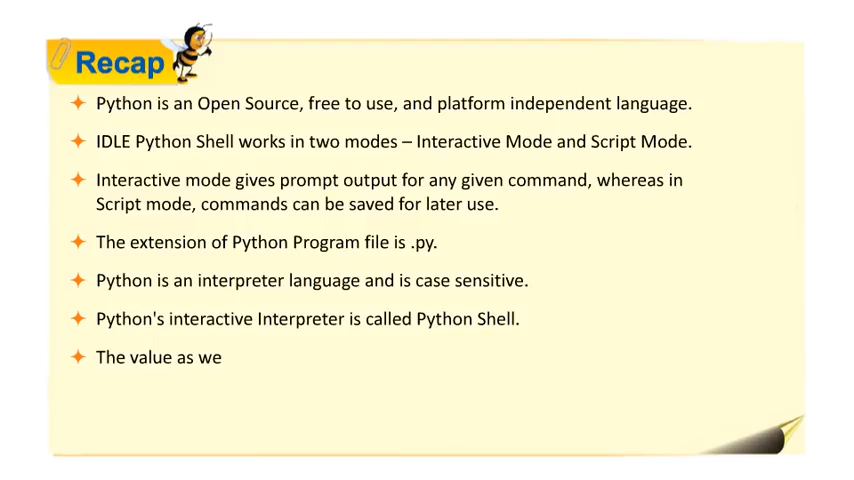 Recap
Python is an Open Source, free to use, and platform independent language.
IDLE Python Shell works in two modes – Interactive Mode and Script Mode.
Interactive mode gives prompt output for any given command, whereas in
Script mode, commands can be saved for later use.
The extension of Python Program file is .py.
Python is an interpreter language and is case sensitive.
Python's interactive Interpreter is called Python Shell.
The value as we